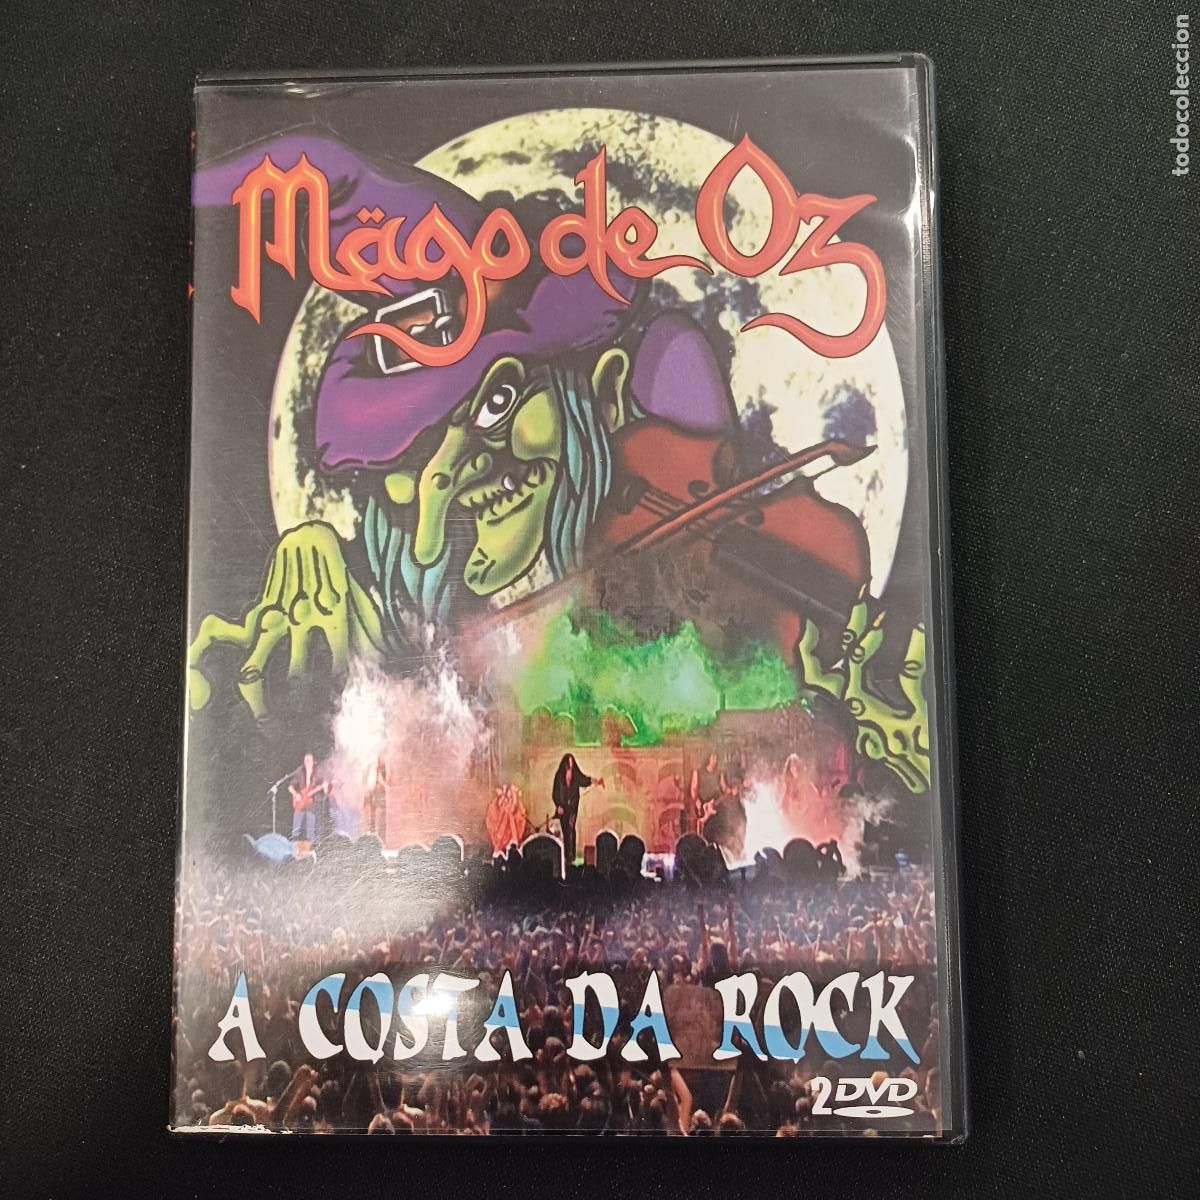 Mägo de Oz
A COSTA DA ROCK
2DVD
todocoleccion